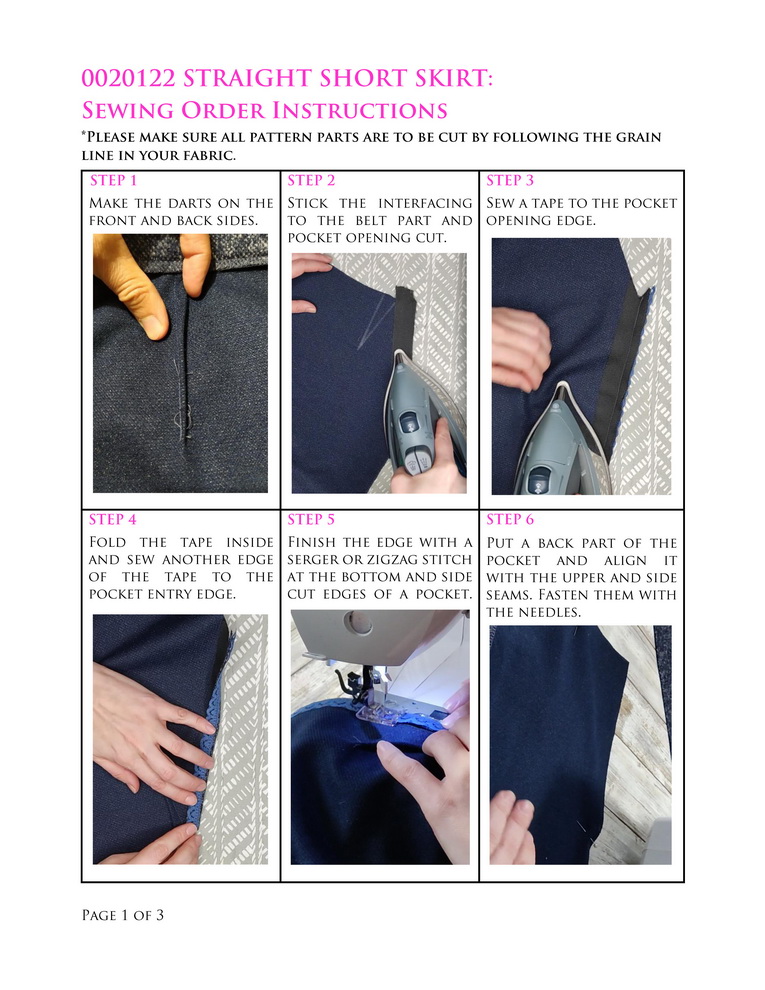 0020122 STRAIGHT SHORT SKIRT:
SEWING ORDER INSTRUCTIONS
*PLEASE MAKE SURE ALL PATTERN PARTS ARE TO BE CUT BY FOLLOWING THE GRAIN
LINE IN YOUR FABRIC.
STEP 1
MAKE THE DARTS ON THE
FRONT AND BACK SIDES.
STEP 2
STICK THE INTERFACING
TO THE BELT PART AND
POCKET OPENING CUT.
STEP 3
SEW A TAPE TO THE POCKET
OPENING EDGE.
STEP 4
FOLD THE TAPE INSIDE
AND SEW ANOTHER EDGE
OF THE TAPE TO THE
POCKET ENTRY EDGE.
STEP 5
FINISH THE EDGE WITH A
SERGER OR ZIGZAG STITCH
AT THE BOTTOM AND SIDE
CUT EDGES OF A POCKET.
STEP 6
PUT A BACK PART OF THE
POCKET AND ALIGN IT
WITH THE UPPER AND SIDE
SEAMS. FASTEN THEM WITH
THE NEEDLES.
PAGE 1 OF 3